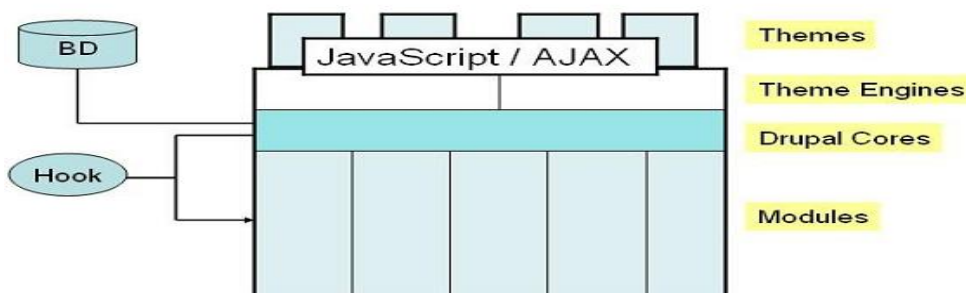 BD
Themes
JavaScript / AJAX
Theme Engines
Drupal Cores
Hook
Modules